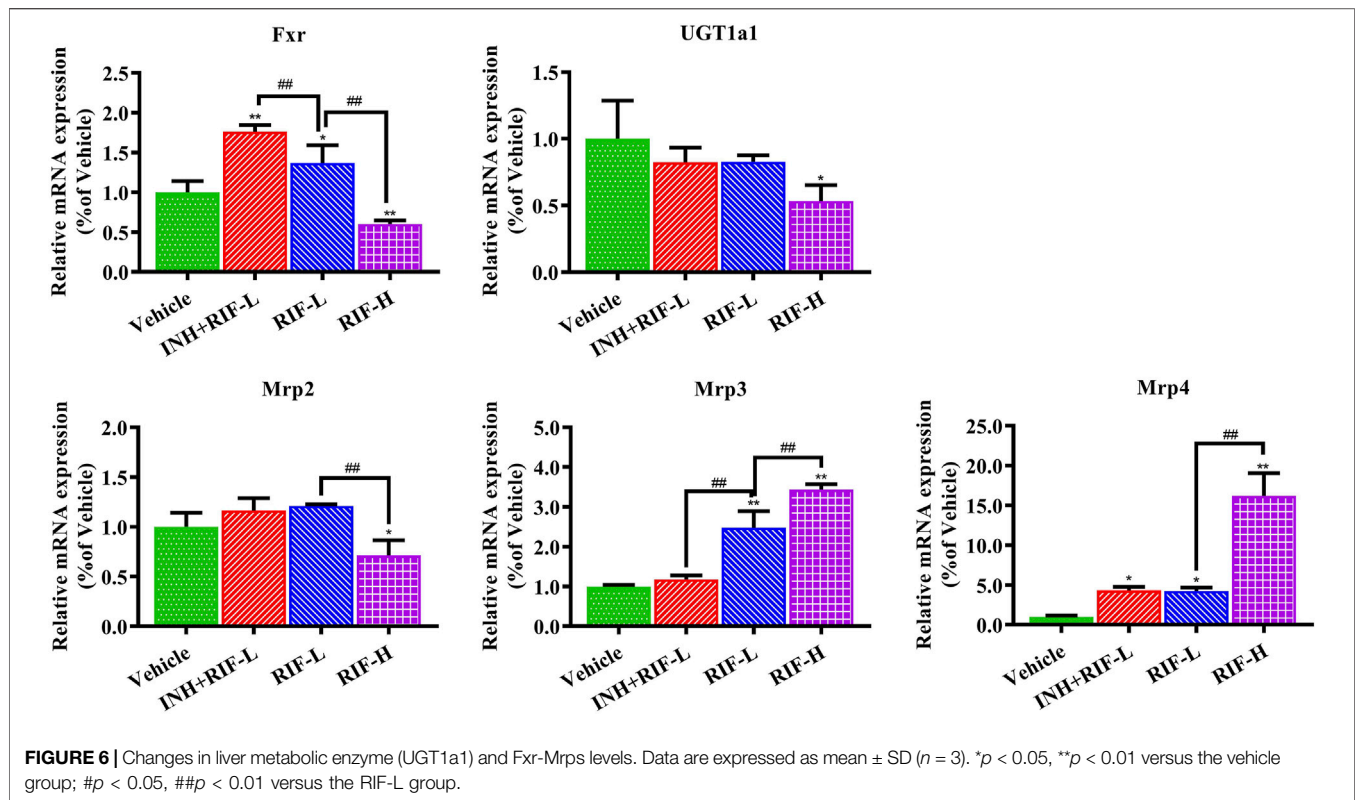 Fxr
Relative mRNA expression
(%of Vehicle)
2.5
2.0
1.5
1.0
0.5
0.0
##
##
**
*
**
Vehicle
INH+RIF-L
RIF-L
RIF-H
UGT1a1
Relative mRNA expression
(%of Vehicle)
1.5
1.0
0.5
0.0
*
Vehicle
INH+RIF-L
RIF-L
RIF-H
Mrp2
Relative mRNA expression
(%of Vehicle)
2.0
1.5
1.0
0.5
0.0
##
*
Vehicle
INH+RIF-L
RIF-L
RIF-H
Mrp3
Relative mRNA expression
(%of Vehicle)
5.0
4.0
3.0
2.0
1.0
0.0
##
##
**
**
Vehicle
INH+RIF-L
RIF-L
RIF-H
Mrp4
Relative mRNA expression
(%of Vehicle)
25.0
20.0
15.0
10.0
5.0
0.0
##
*
*
**
Vehicle
INH+RIF-L
RIF-L
RIF-H
FIGURE 6 | Changes in liver metabolic enzyme (UGT1a1) and Fxr-Mrps levels. Data are expressed as mean ± SD (n = 3). *p < 0.05, **p < 0.01 versus the vehicle
group; #p < 0.05, ##p < 0.01 versus the RIF-L group.